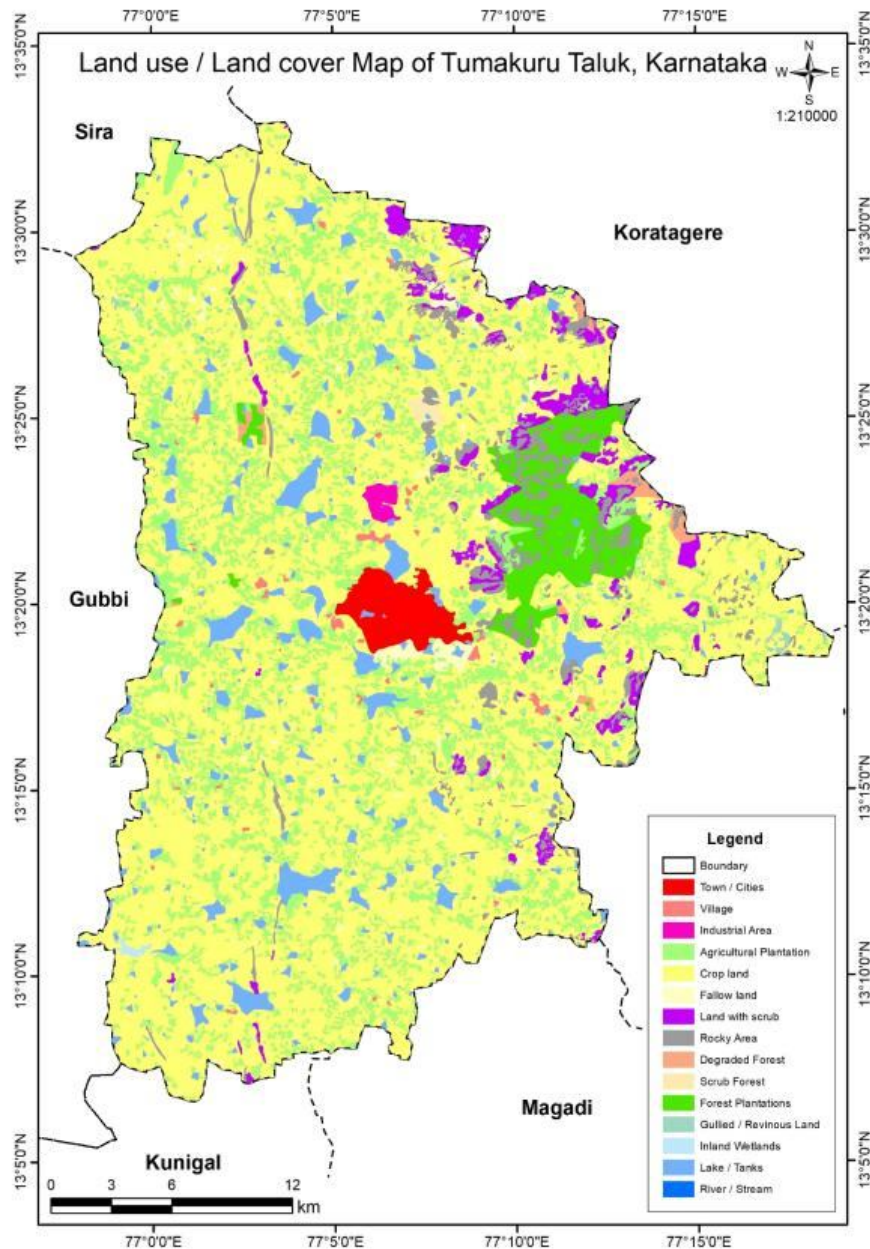 77°0'0"E 77°5'0"E 77°10'0"E 77°15'0"E
13°35'0"N 13°35'0"N
Land use / Land cover Map of Tumakuru Taluk, Karnataka
N
W E
S
1:210000
Sira
Koratagere
13°30'0"N 13°30'0"N
13°25'0"N 13°25'0"N
Gubbi
13°20'0"N 13°20'0"N
13°15'0"N 13°15'0"N
13°10'0"N 13°10'0"N
13°5'0"N 13°5'0"N
Magadi
Kunigal
Legend
Boundary
Town / Cities
Village
Industrial Area
Agricultural Plantation
Crop land
Fallow land
Land with scrub
Rocky Area
Degraded Forest
Scrub Forest
Forest Plantations
Gullied / Revinous Land
Inland Wetlands
Lake / Tanks
River / Stream
0 3 6 12
km
77°0'0"E 77°5'0"E 77°10'0"E 77°15'0"E